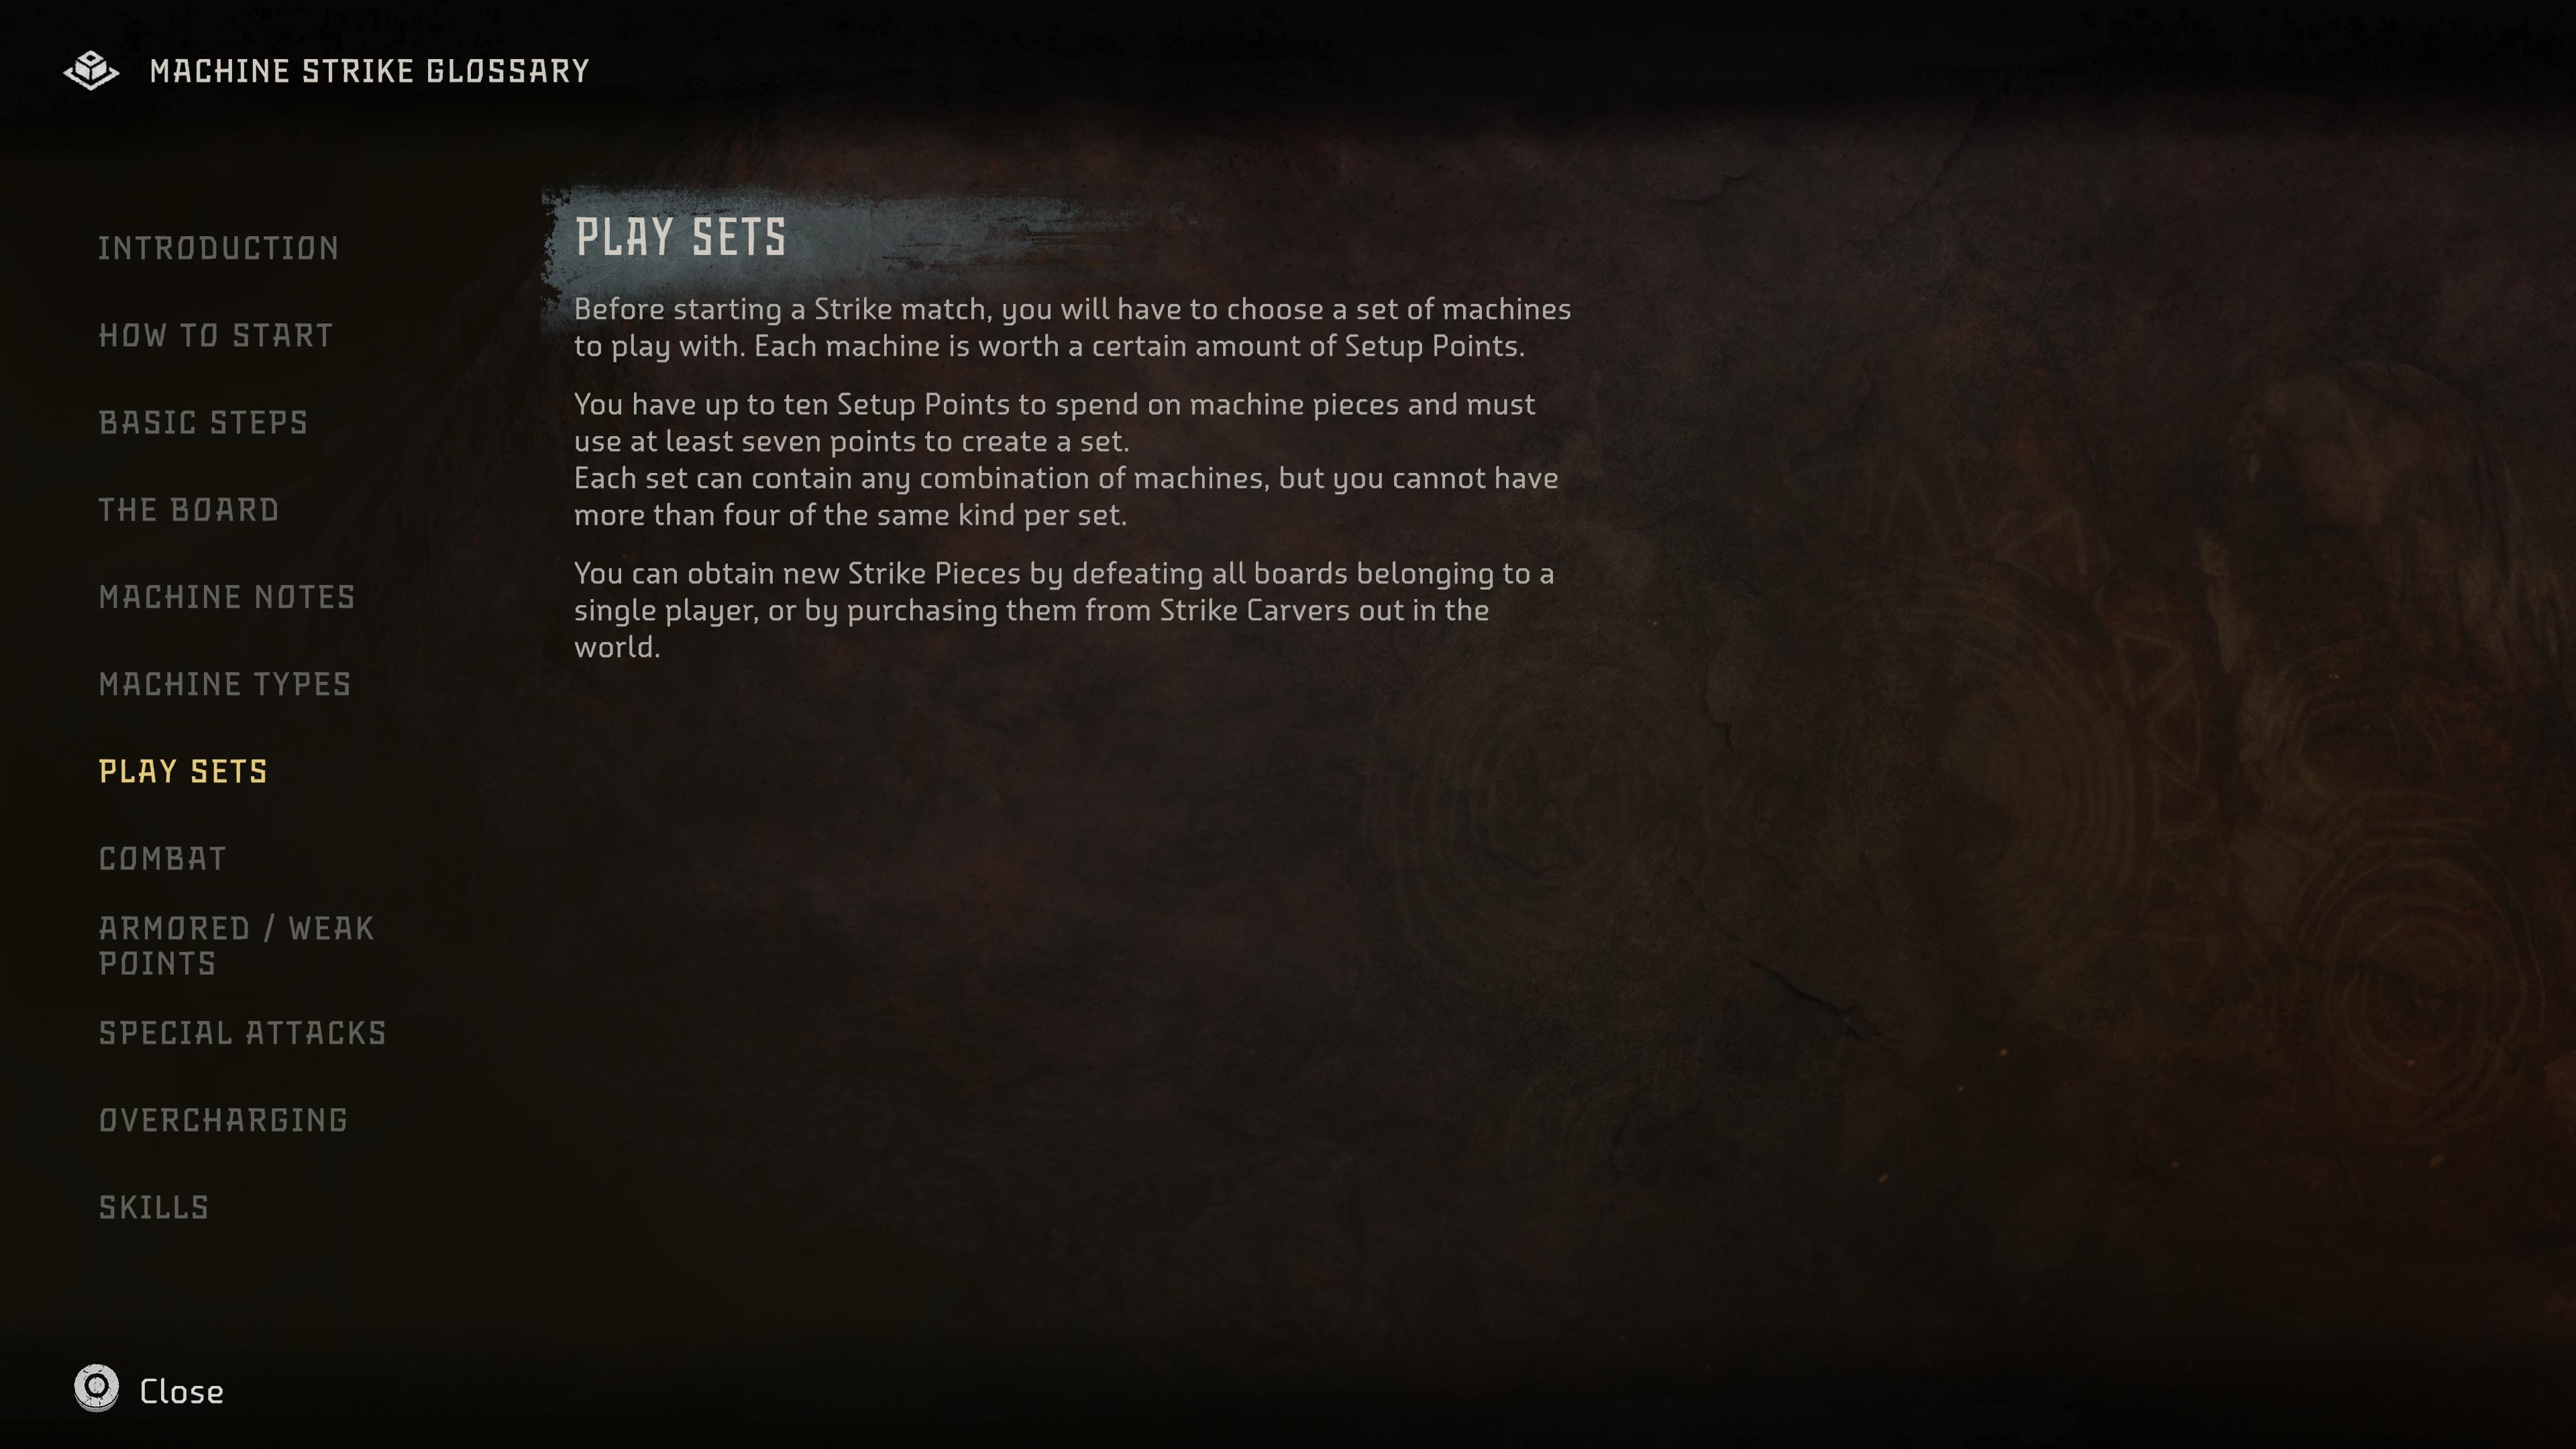 MACHINE STRIKE GLOSSARY
INTRODUCTION
HOW TO START
BASIC STEPS
THE BOARD
MACHINE NOTES
MACHINE TYPES
PLAY SETS
COMBAT
ARMORED / WEAK
POINTS
SPECIAL ATTACKS
OVERCHARGING
SKILLS
PLAY SETS
Before starting a Strike match, you will have to choose a set of machines
to play with. Each machine is worth a certain amount of Setup Points.
You have up to ten Setup Points to spend on machine pieces and must
use at least seven points to create a set.
Each set can contain any combination of machines, but you cannot have
more than four of the same kind per set.
You can obtain new Strike Pieces by defeating all boards belonging to a
single player, or by purchasing them from Strike Carvers out in the
world.
Close